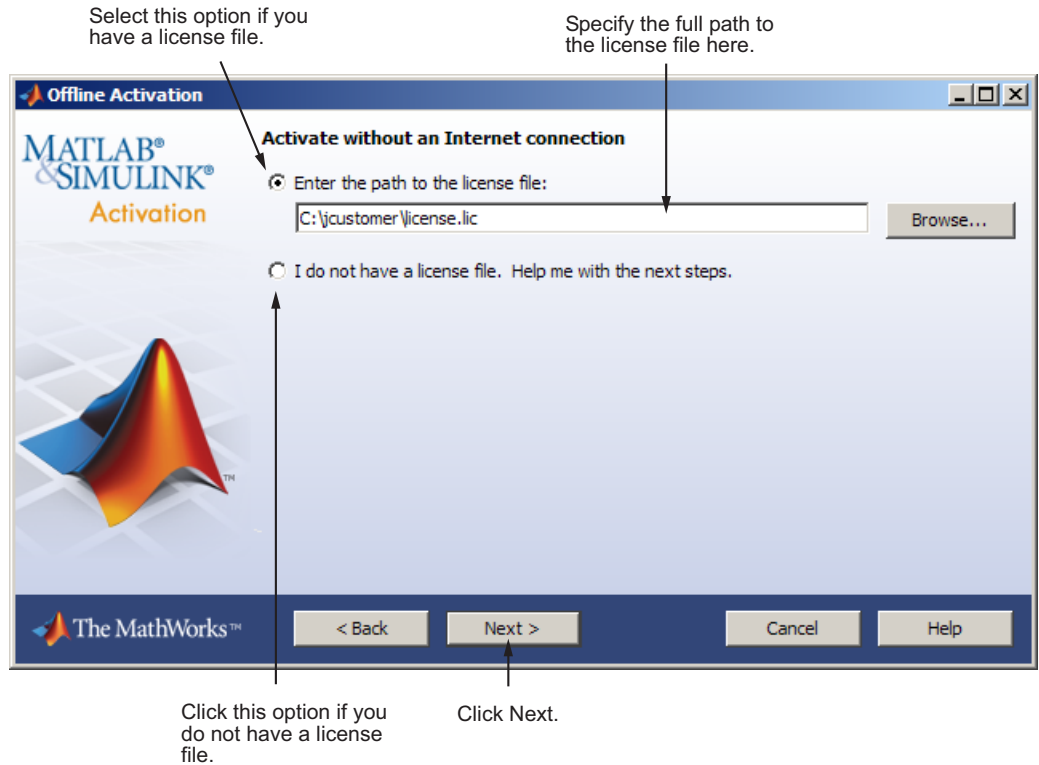 Select this option if you
have a license file.
Specify the full path to
the license file here.
Offline Activation
MATLAB®
&SIMULINK®
Activation
Activate without an Internet connection
Enter the path to the license file:
C:\jcustomer\license.lic
Browse...
I do not have a license file. Help me with the next steps.
TM
The MathWorks™
< Back
Next >
Cancel
Help
Click this option if you
do not have a license
file.
Click Next.